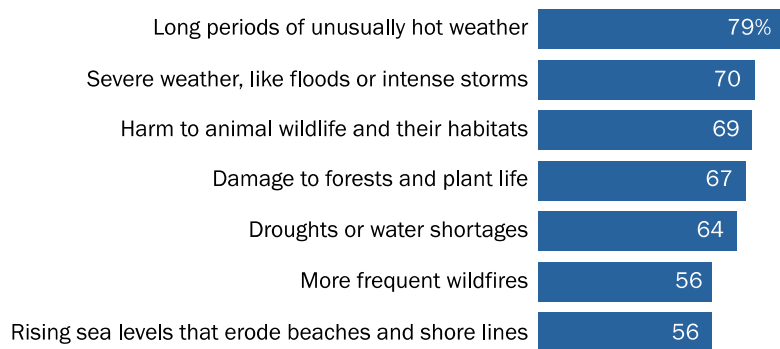 Long periods of unusually hot weather 79%
Severe weather, like floods or intense storms 70
Harm to animal wildlife and their habitats 69
Damage to forests and plant life 67
Droughts or water shortages 64
More frequent wildfires 56
Rising sea levels that erode beaches and shore lines 56